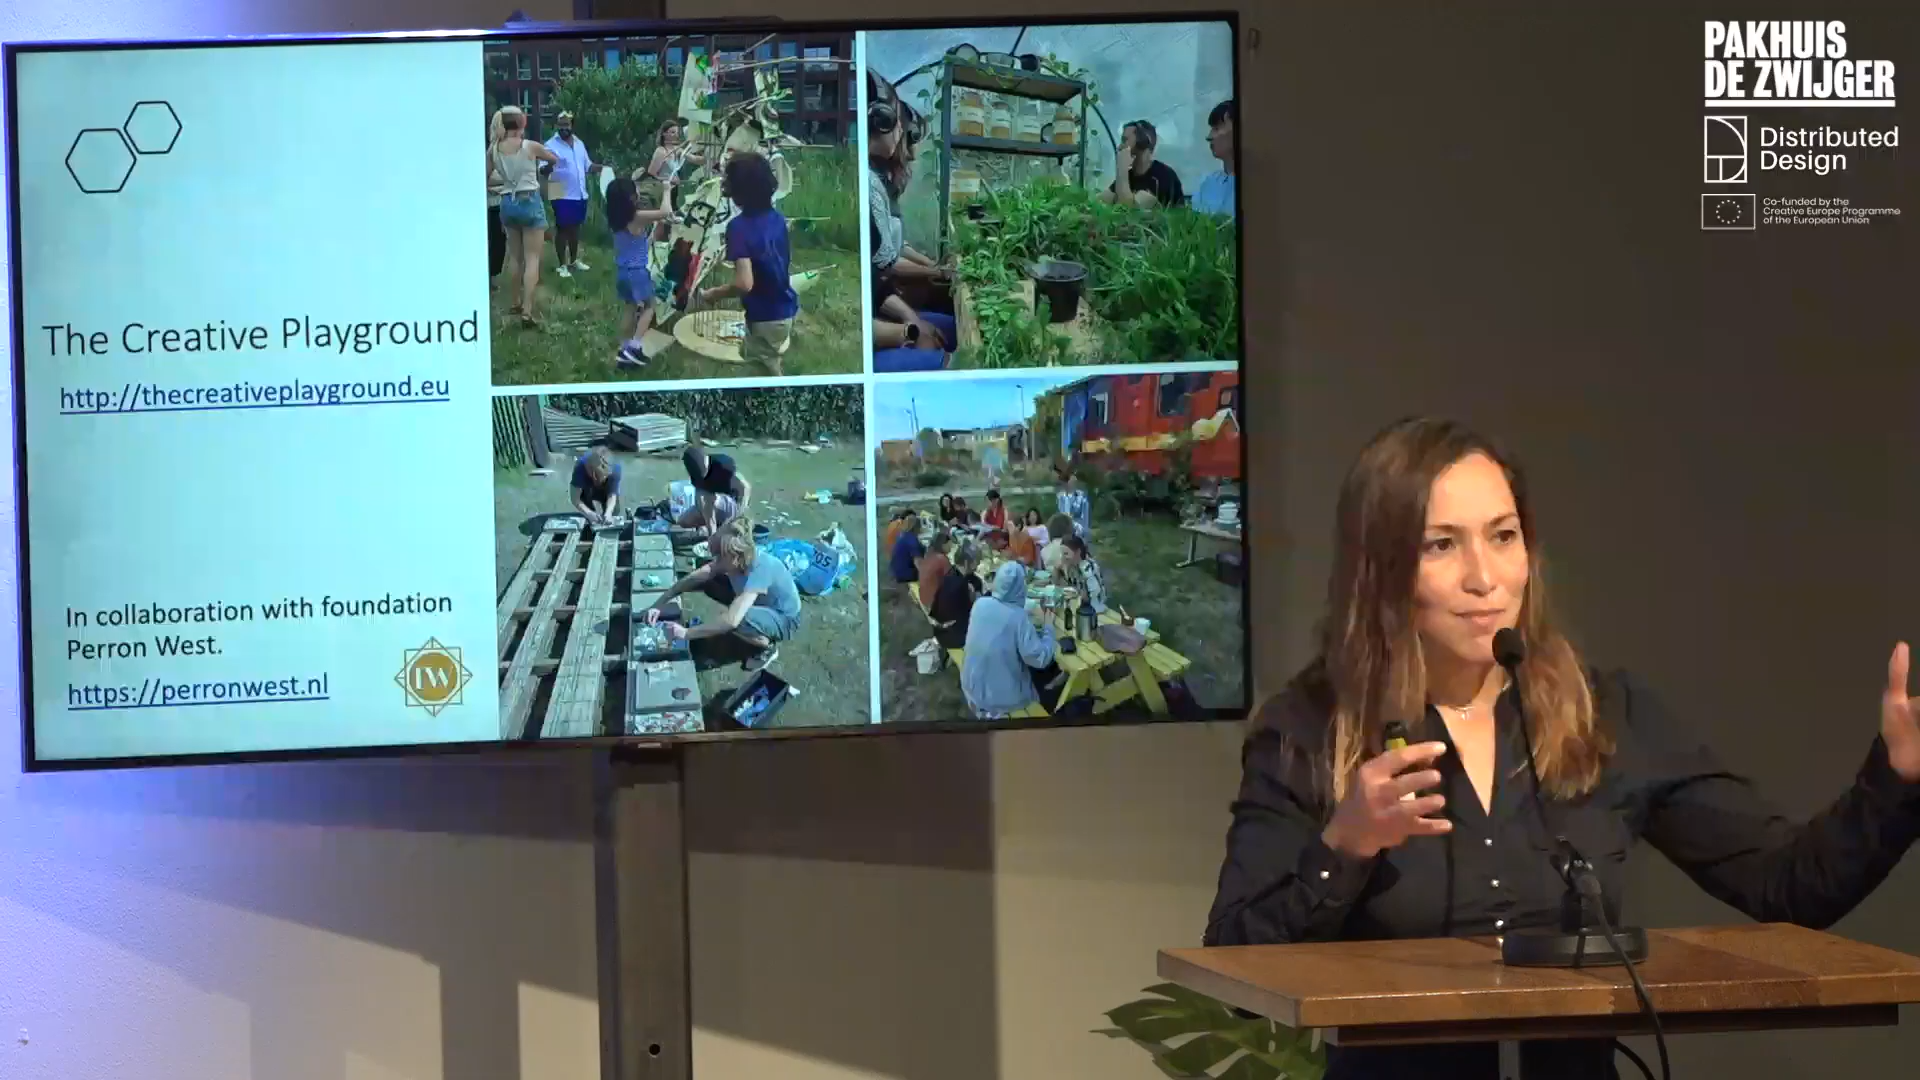 The Creative Playground
http://thecreativeplayground.eu
In collaboration with foundation
Perron West.
https://perronwest.nl
IW
PAKHUIS
DE ZWIJGER
Distributed
Design
Co-funded by the
Creative Europe Programme
of the European Union